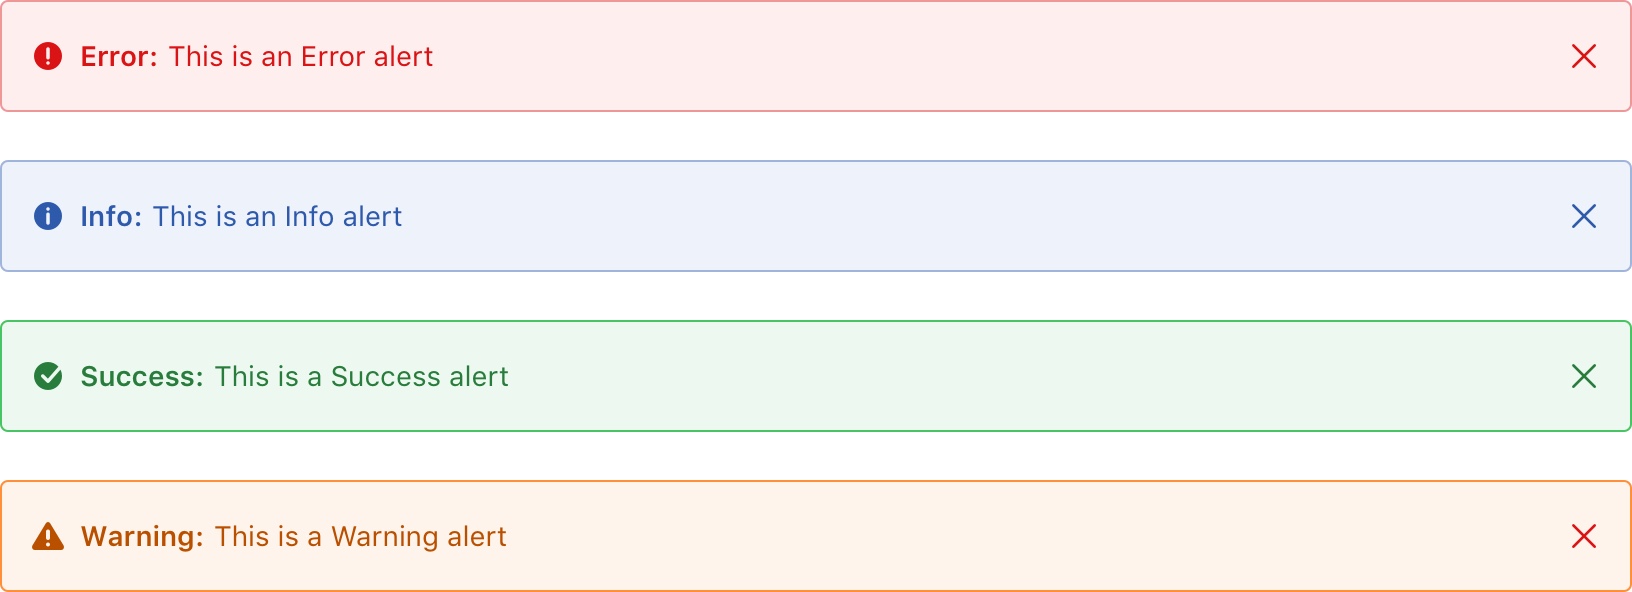 Error: This is an Error alert
Info: This is an Info alert
Success: This is a Success alert
Warning: This is a Warning alert